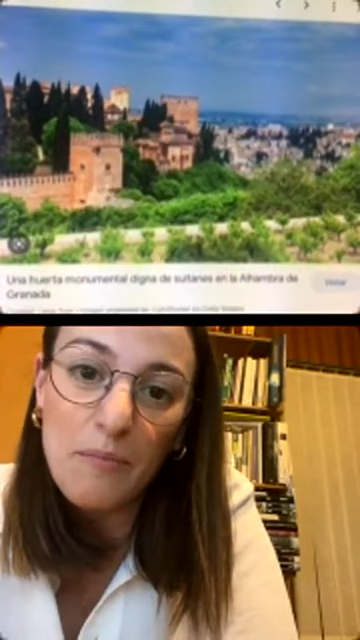 Una huerta monumental digna de sultanes en la Alhambra de
Granada
Visitar